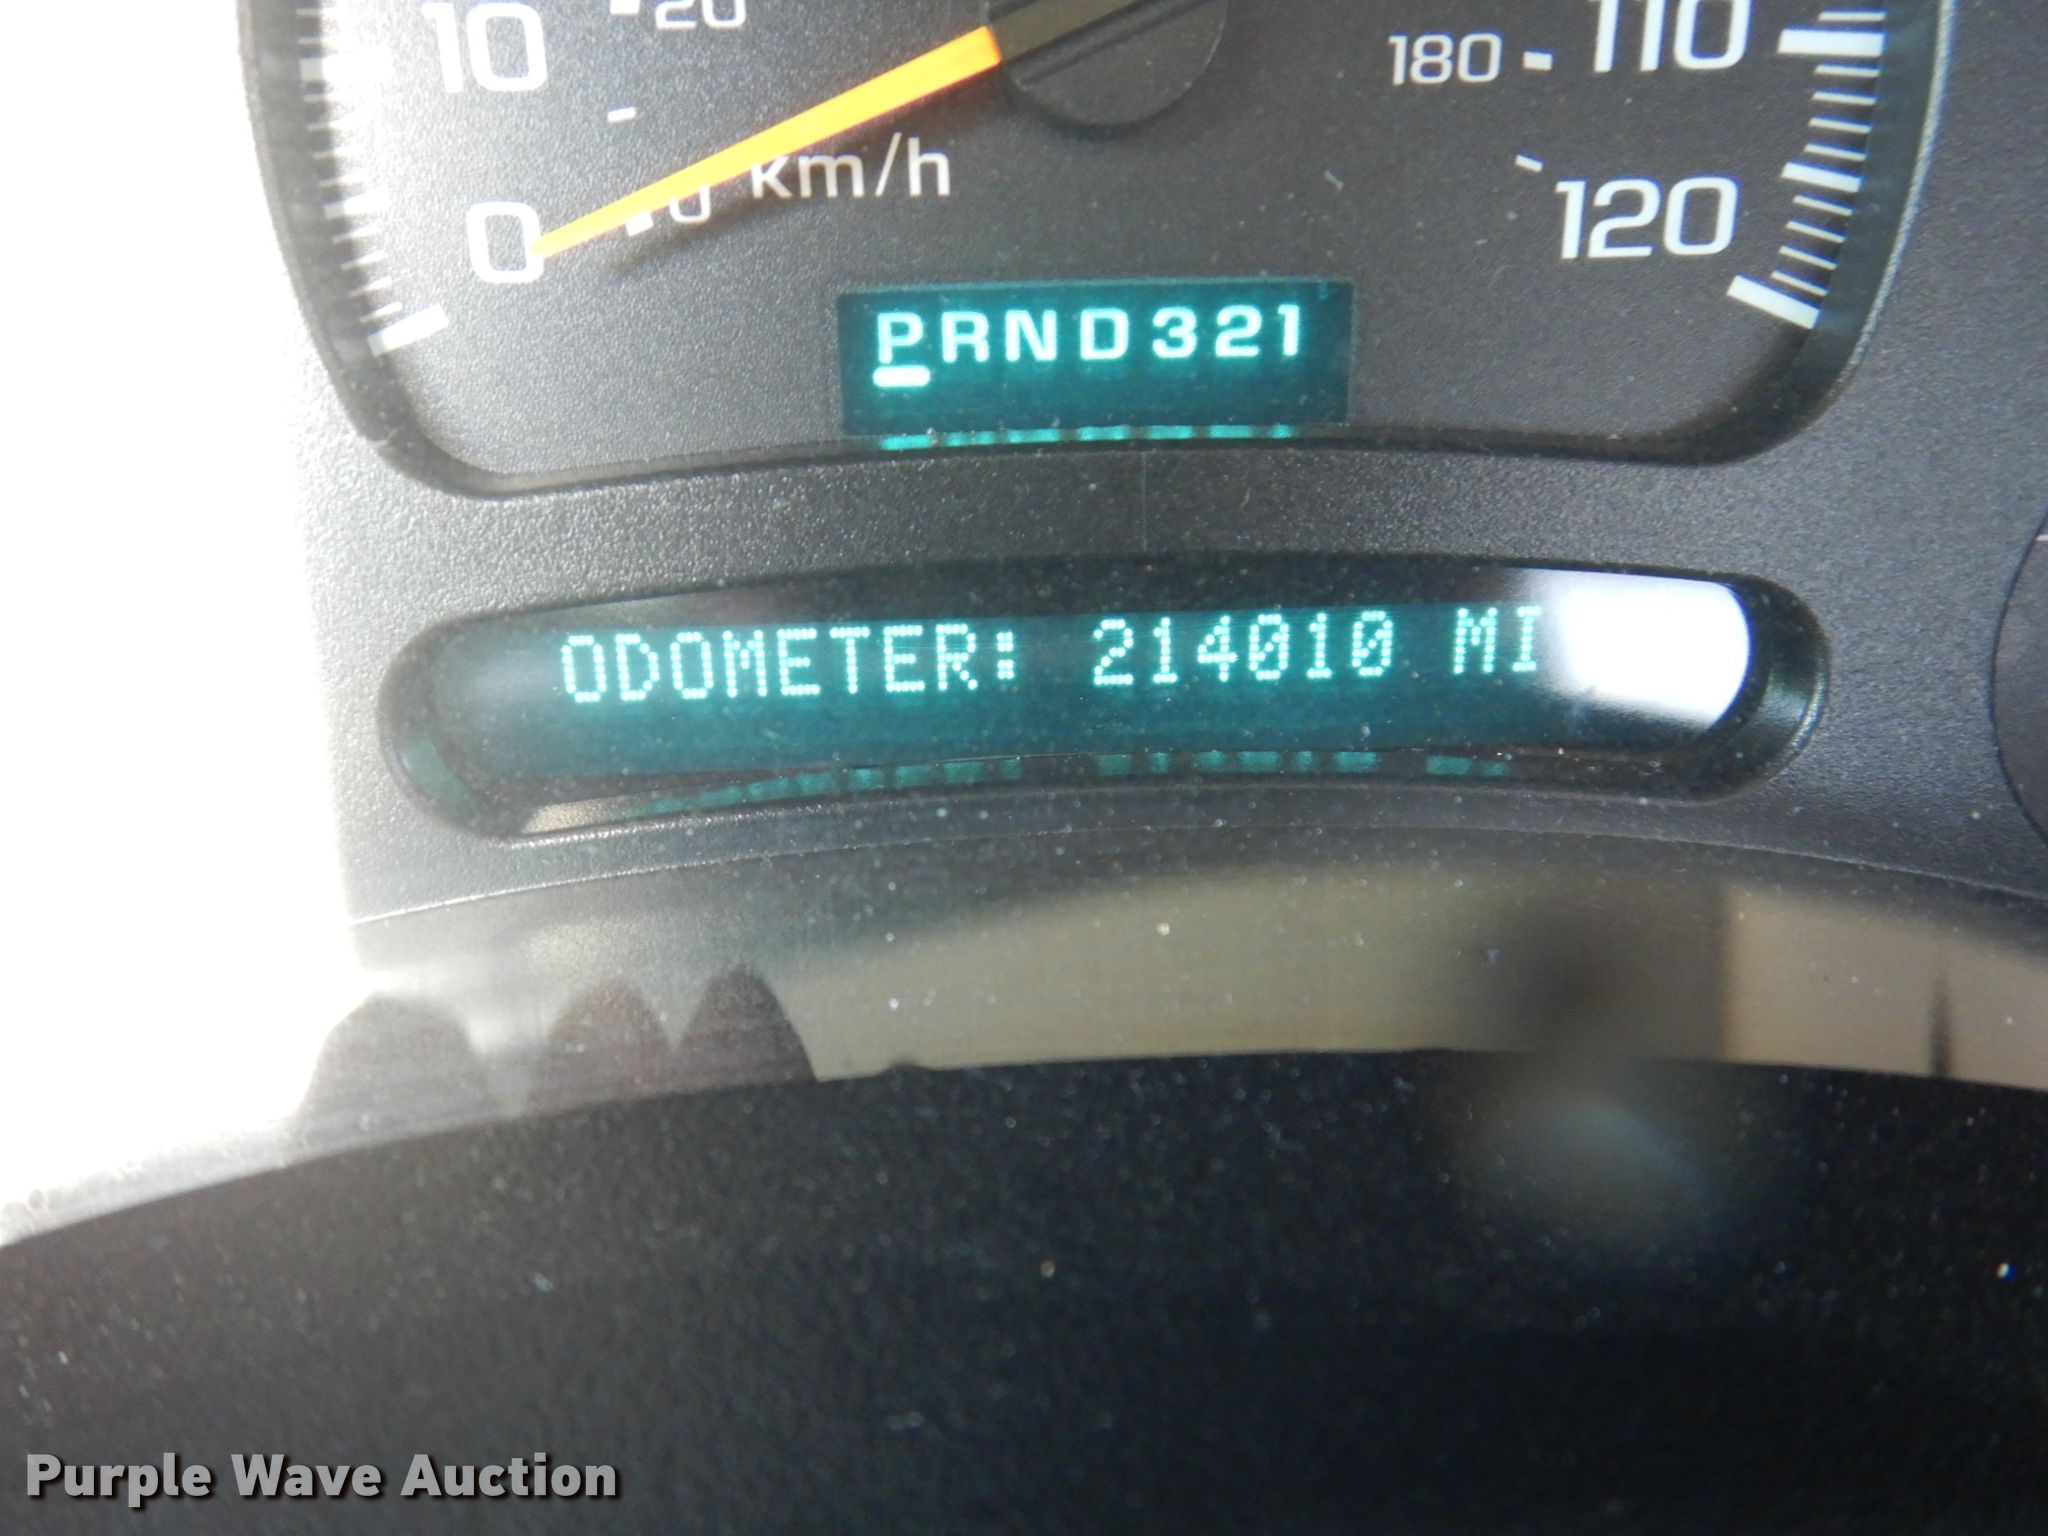 10 20
180 110
km/h
0
120
PRND321
ODOMETER: 214010 MI
Purple Wave Auction